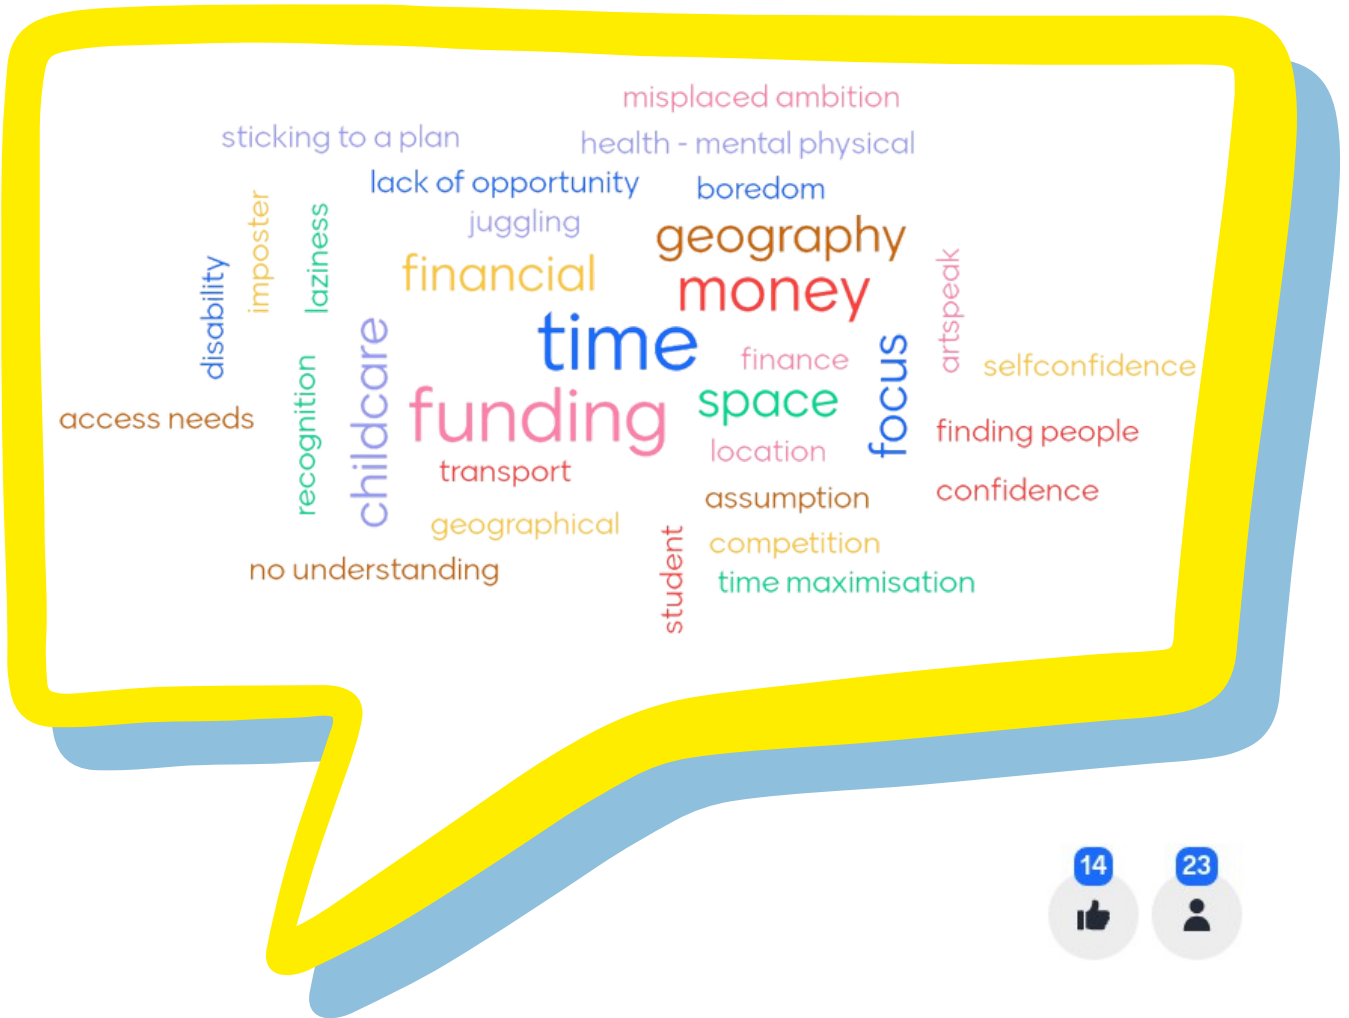 misplaced ambition
sticking to a plan
health - mental physical
lack of opportunity
boredom
juggling
geography
imposter
laziness
disability
financial
money
artspeak
time
finance
focus
selfconfidence
childcare
recognition
access needs
funding
space
finding people
location
transport
confidence
assumption
geographical
student
competition
no understanding
time maximisation
14
23